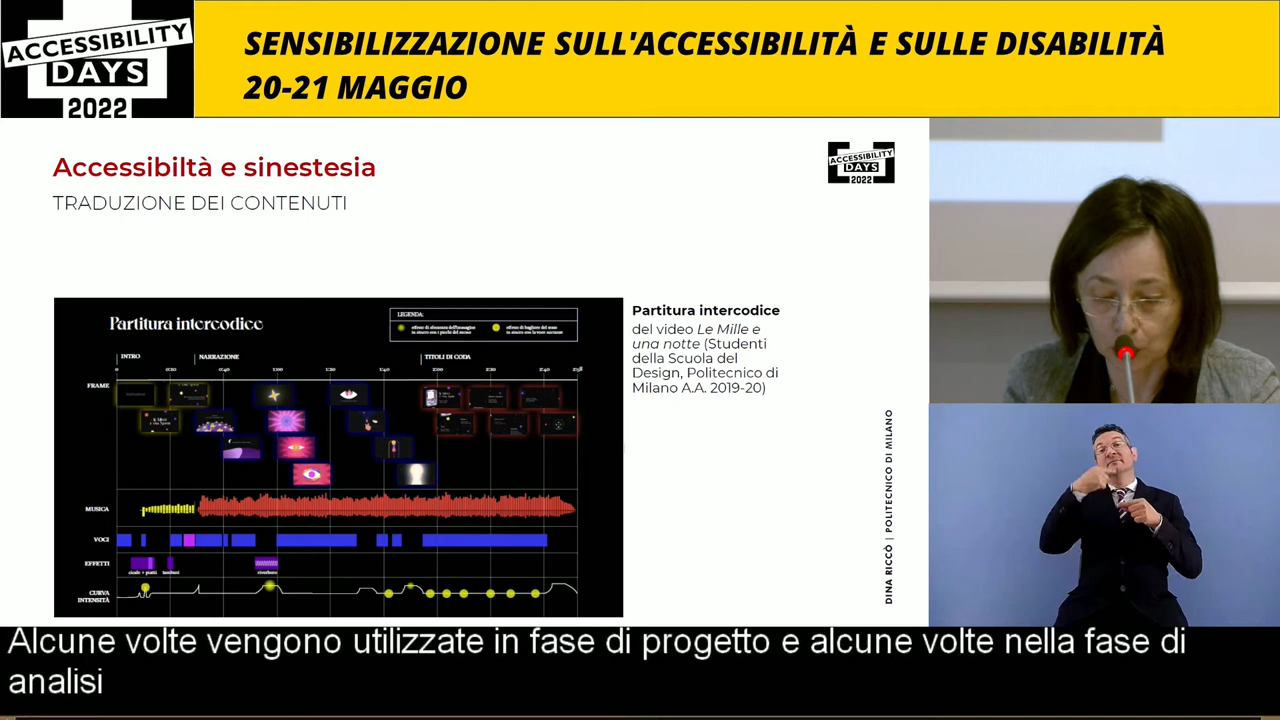 ACCESSIBILITY
DAYS
2022
SENSIBILIZZAZIONE SULL'ACCESSIBILITÀ E SULLE DISABILITÀ
20-21 MAGGIO
Accessibiltà e sinestesia
TRADUZIONE DEI CONTENUTI
ACCESSIBILITY
DAYS
2022
Partitura intercodice
LEGENDA:
INTRO
NARRAZIONE
TITOLI DI CODA
FRAME
MUSICA
VOCI
EFFETTI
CURVA
INTENSITÀ
Partitura intercodice
del video Le Mille e
una notte (Studenti
della Scuola del
Design, Politecnico di
Milano A.A. 2019-20)
DINA RICCÒ | POLITECNICO DI MILANO
Alcune volte vengono utilizzate in fase di progetto e alcune volte nella fase di
analisi